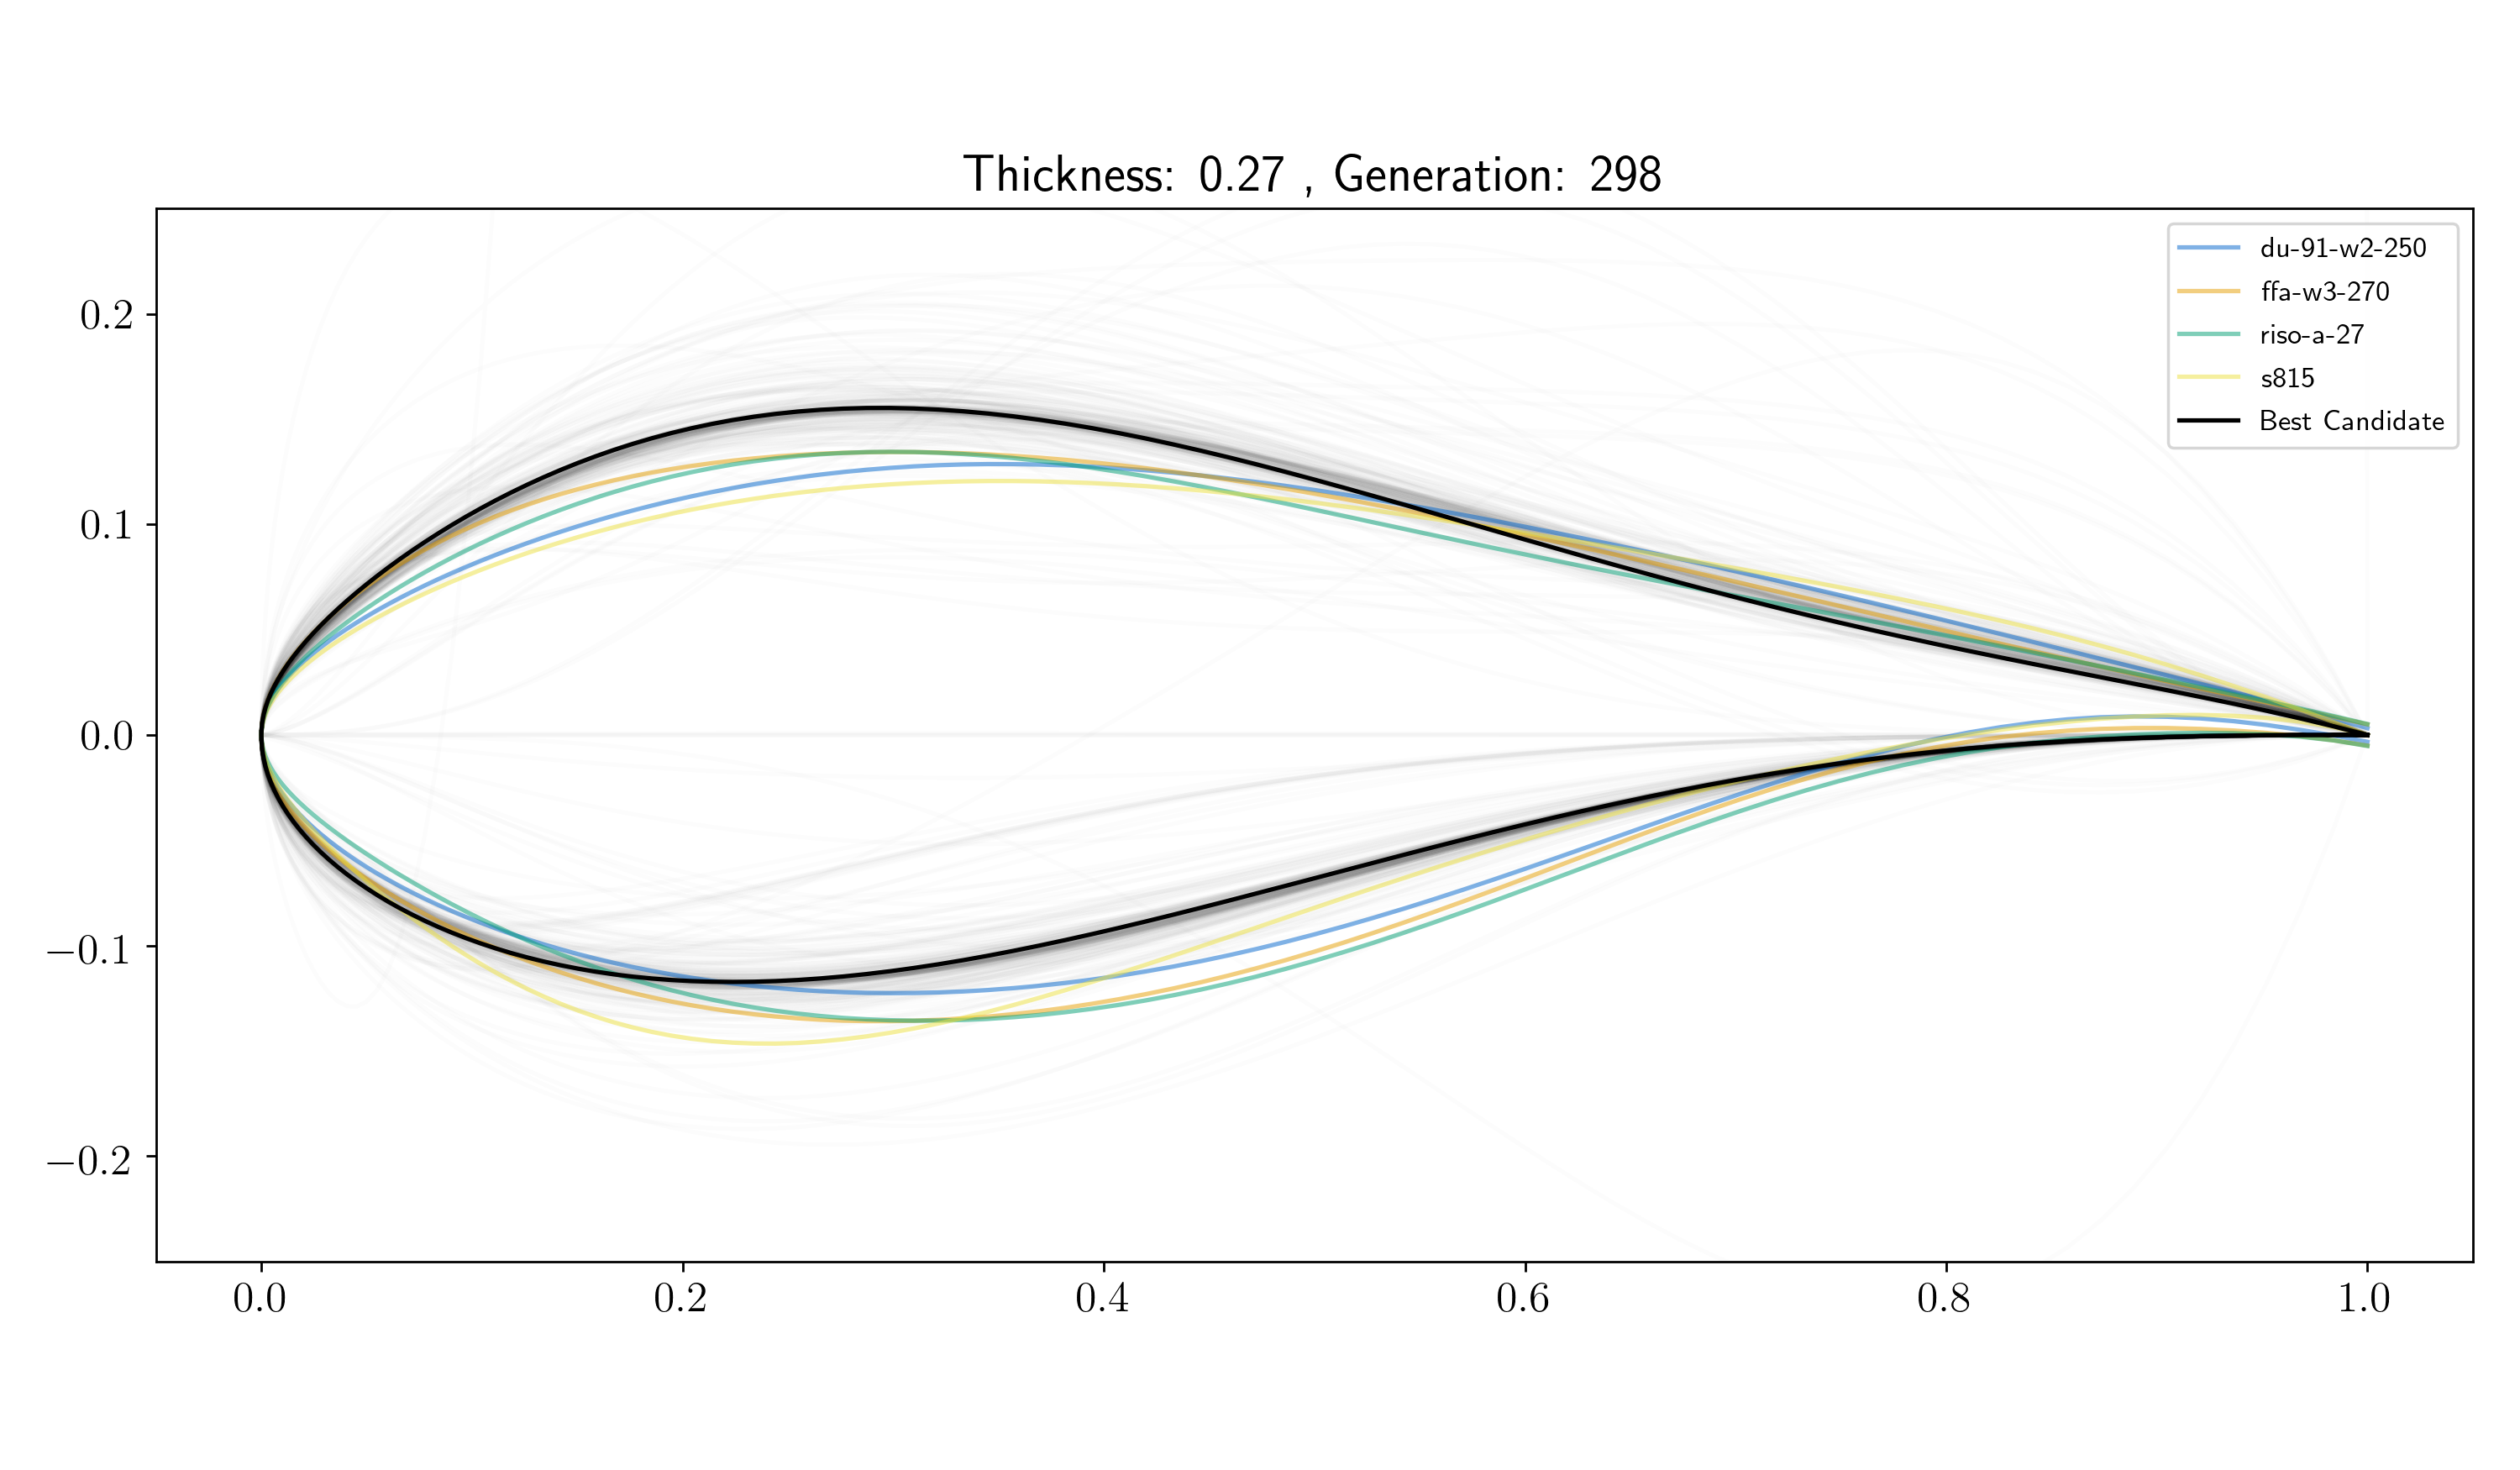 Thickness: 0.27 , Generation: 298
du-91-w2-250
ffa-w3-270
riso-a-27
s815
Best Candidate
0.2
0.1
0.0
−0.1
−0.2
0.0 0.2 0.4 0.6 0.8 1.0